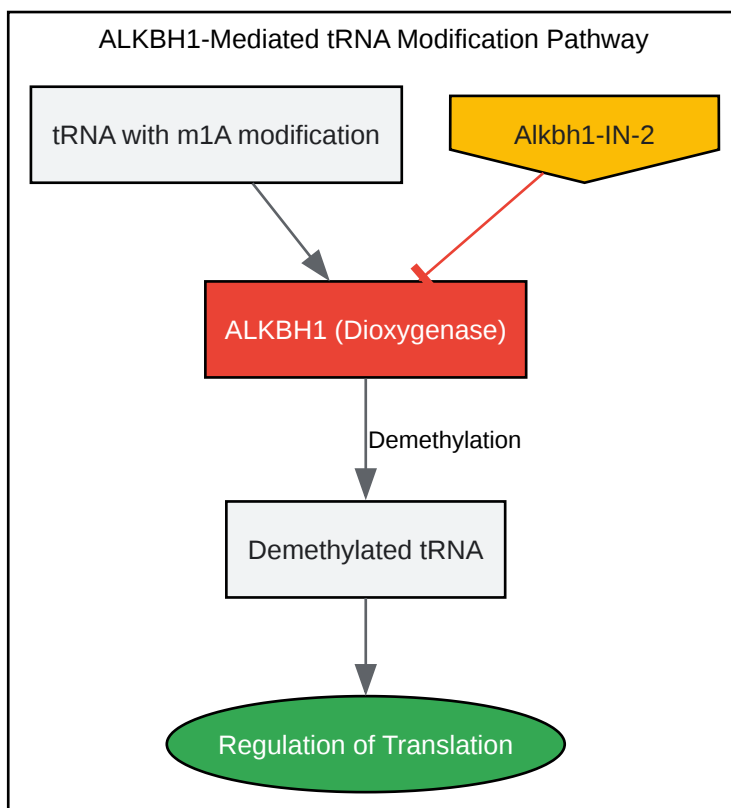 ALKBH1-Mediated tRNA Modification Pathway
tRNA with m1A modification
Alkbh1-IN-2
ALKBH1 (Dioxygenase)
Demethylation
Demethylated tRNA
Regulation of Translation